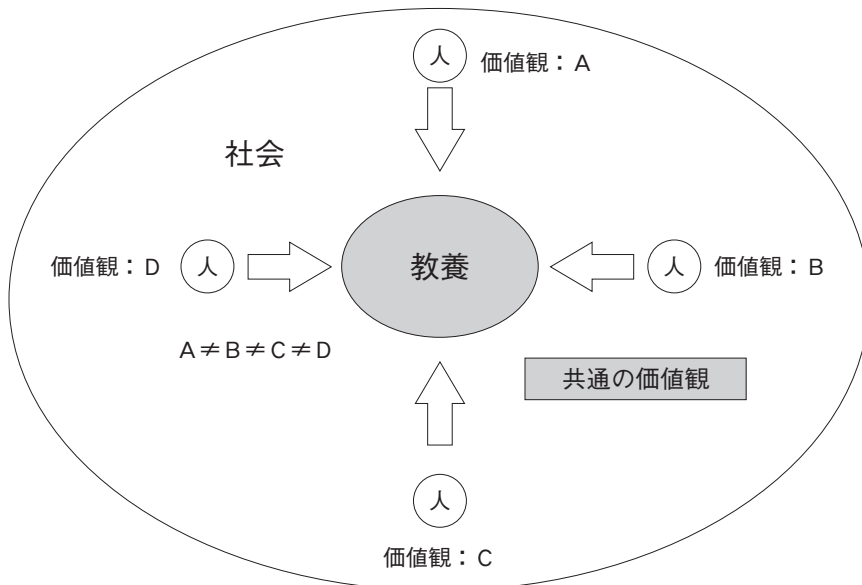 人
価値観：A
社会
価値観：D
人
教養
人
価値観：B
A≠B≠C≠D
共通の価値観
人
価値観：C